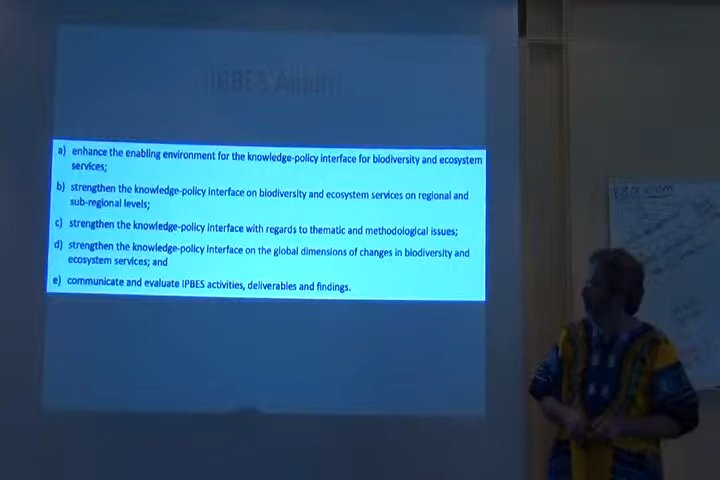 IPBES
a) enhance the enabling environment for the knowledge-policy interface for biodiversity and ecosystem
services;
b) strengthen the knowledge-policy interface on biodiversity and ecosystem services on regional and
sub-regional levels;
c) strengthen the knowledge-policy interface with regards to thematic and methodological issues;
d) strengthen the knowledge-policy interface on the global dimensions of changes in biodiversity and
ecosystem services; and
e) communicate and evaluate IPBES activities, deliverables and findings.